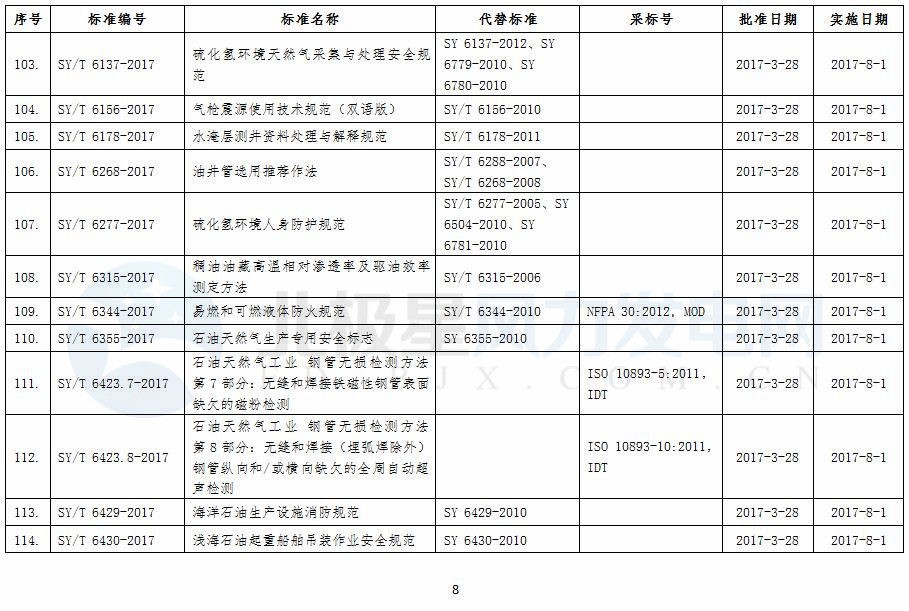 序号 标准编号 标准名称 代替标准 采标号 批准日期 实施日期
103. SY/T 6137-2017 硫化氢环境天然气采集与处理安全规 SY 6137-2012、SY 2017-3-28 2017-8-1
范 6779-2010、SY
6780-2010
104. SY/T 6156-2017 气枪震源使用技术规范（双语版） SY/T 6156-2010 2017-3-28 2017-8-1
105. SY/T 6178-2017 水淹层测井资料处理与解释规范 SY/T 6178-2011 2017-3-28 2017-8-1
106. SY/T 6268-2017 油井管选用推荐作法 SY/T 6288-2007、 2017-3-28 2017-8-1
SY/T 6268-2008
107. SY/T 6277-2017 硫化氢环境人身防护规范 SY/T 6277-2005、SY 2017-3-28 2017-8-1
6504-2010、SY
6781-2010
108. SY/T 6315-2017 稠油油藏高温相对渗透率及驱油效率 SY/T 6315-2006 2017-3-28 2017-8-1
测定方法
109. SY/T 6344-2017 易燃和可燃液体防火规范 SY/T 6344-2010 NFPA 30:2012, MOD 2017-3-28 2017-8-1
110. SY/T 6355-2017 石油天然气生产专用安全标志 SY 6355-2010 2017-3-28 2017-8-1
111. SY/T 6423.7-2017 石油天然气工业 钢管无损检测方法 ISO 10893-5:2011, 2017-3-28 2017-8-1
第 7 部分：无缝和焊接铁磁性钢管表面 IDT
缺欠的磁粉检测
112. SY/T 6423.8-2017 石油天然气工业 钢管无损检测方法 ISO 10893-10:2011, 2017-3-28 2017-8-1
第 8 部分：无缝和焊接（埋弧焊除外） IDT
钢管纵向和/或横向缺欠的全周自动超
声检测
113. SY/T 6429-2017 海洋石油生产设施消防规范 SY 6429-2010 2017-3-28 2017-8-1
114. SY/T 6430-2017 浅海石油起重船舶吊装作业安全规范 SY 6430-2010 2017-3-28 2017-8-1
北极星风力发电网
8